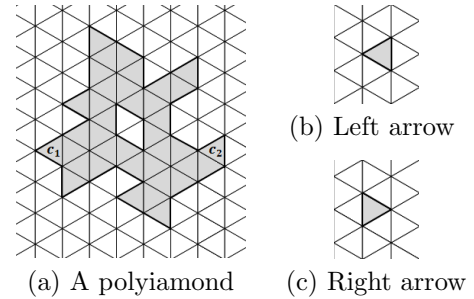 c₁
c₂
(a) A polyiamond
(b) Left arrow
(c) Right arrow